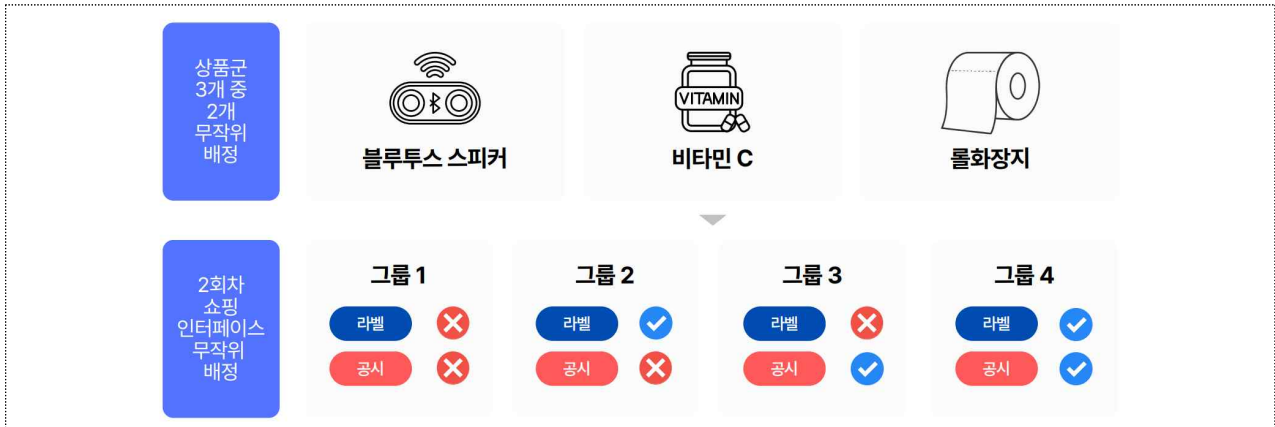 상품군
3개 중
2개
무작위
배정
VITAMIN
블루투스 스피커
비타민 C
롤화장지
2회차
쇼핑
인터페이스
무작위
배정
그룹 1
그룹 2
그룹 3
그룹 4
라벨
라벨
라벨
라벨
공시
공시
공시
공시